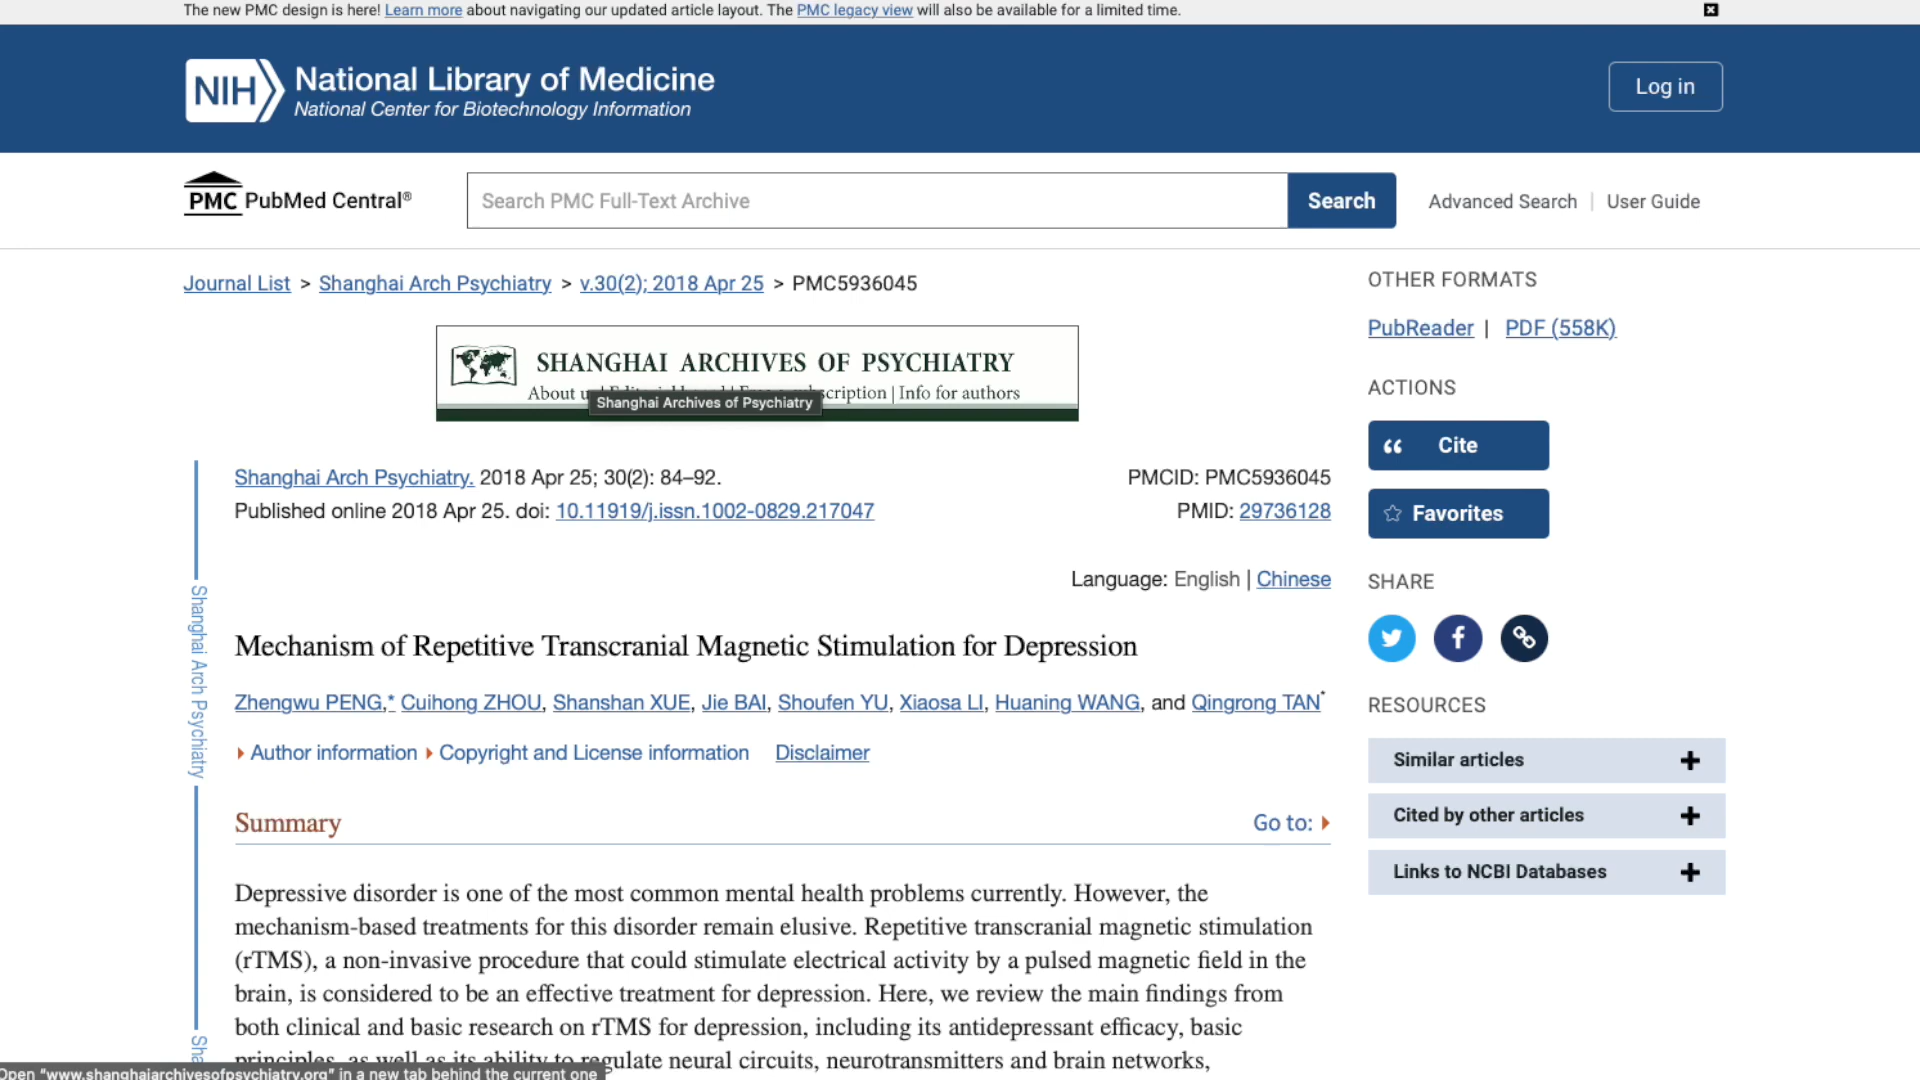 The new PMC design is here! Learn more about navigating our updated article layout. The PMC legacy view will also be available for a limited time.
NIH National Library of Medicine
National Center for Biotechnology Information
Log in
PMC PubMed Central®
Search PMC Full-Text Archive
Search
Advanced Search | User Guide
Journal List > Shanghai Arch Psychiatry > v.30(2); 2018 Apr 25 > PMC5936045
SHANGHAI ARCHIVES OF PSYCHIATRY
About | Info for authors
Shanghai Archives of Psychiatry
Shanghai Arch Psychiatry. 2018 Apr 25; 30(2): 84–92.
PMCID: PMC5936045
Published online 2018 Apr 25. doi: 10.11919/j.issn.1002-0829.217047
PMID: 29736128
Language: English | Chinese
Mechanism of Repetitive Transcranial Magnetic Stimulation for Depression
Zhengwu PENG,* Cuihong ZHOU, Shanshan XUE, Jie BAI, Shoufen YU, Xiaosa LI, Huaning WANG, and Qingrong TAN*
Author information Copyright and License information Disclaimer
Summary
Go to:
Depressive disorder is one of the most common mental health problems currently. However, the
mechanism-based treatments for this disorder remain elusive. Repetitive transcranial magnetic stimulation
(rTMS), a non-invasive procedure that could stimulate electrical activity by a pulsed magnetic field in the
brain, is considered to be an effective treatment for depression. Here, we review the main findings from
both clinical and basic research on rTMS for depression, including its antidepressant efficacy, basic
principles, as well as its ability to regulate neural circuits, neurotransmitters and brain networks,
Open "www.shanghaiarchivesofpsychiatry.org" in a new tab behind the current one
Shanghai Arch Psychiatry
Sha
OTHER FORMATS
PubReader | PDF (558K)
ACTIONS
Cite
Favorites
SHARE
RESOURCES
Similar articles
Cited by other articles
Links to NCBI Databases